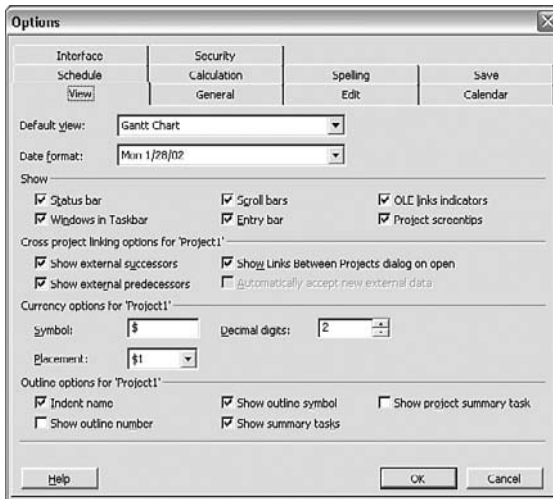 Options
Interface Security
Schedule Calculation Spelling Save
View General Edit Calendar
Default view: Gantt Chart
Date format: Mon 1/28/02
Show
Status bar Scroll bars OLE links indicators
Windows in Taskbar Entry bar Project screentips
Cross project linking options for 'Project1'
Show external successors Show Links Between Projects dialog on open
Show external predecessors Automatically accept new external data
Currency options for 'Project1'
Symbol: $ Decimal digits: 2
Placement: $1
Outline options for 'Project1'
Indent name Show outline symbol Show project summary task
Show outline number Show summary tasks
Help OK Cancel